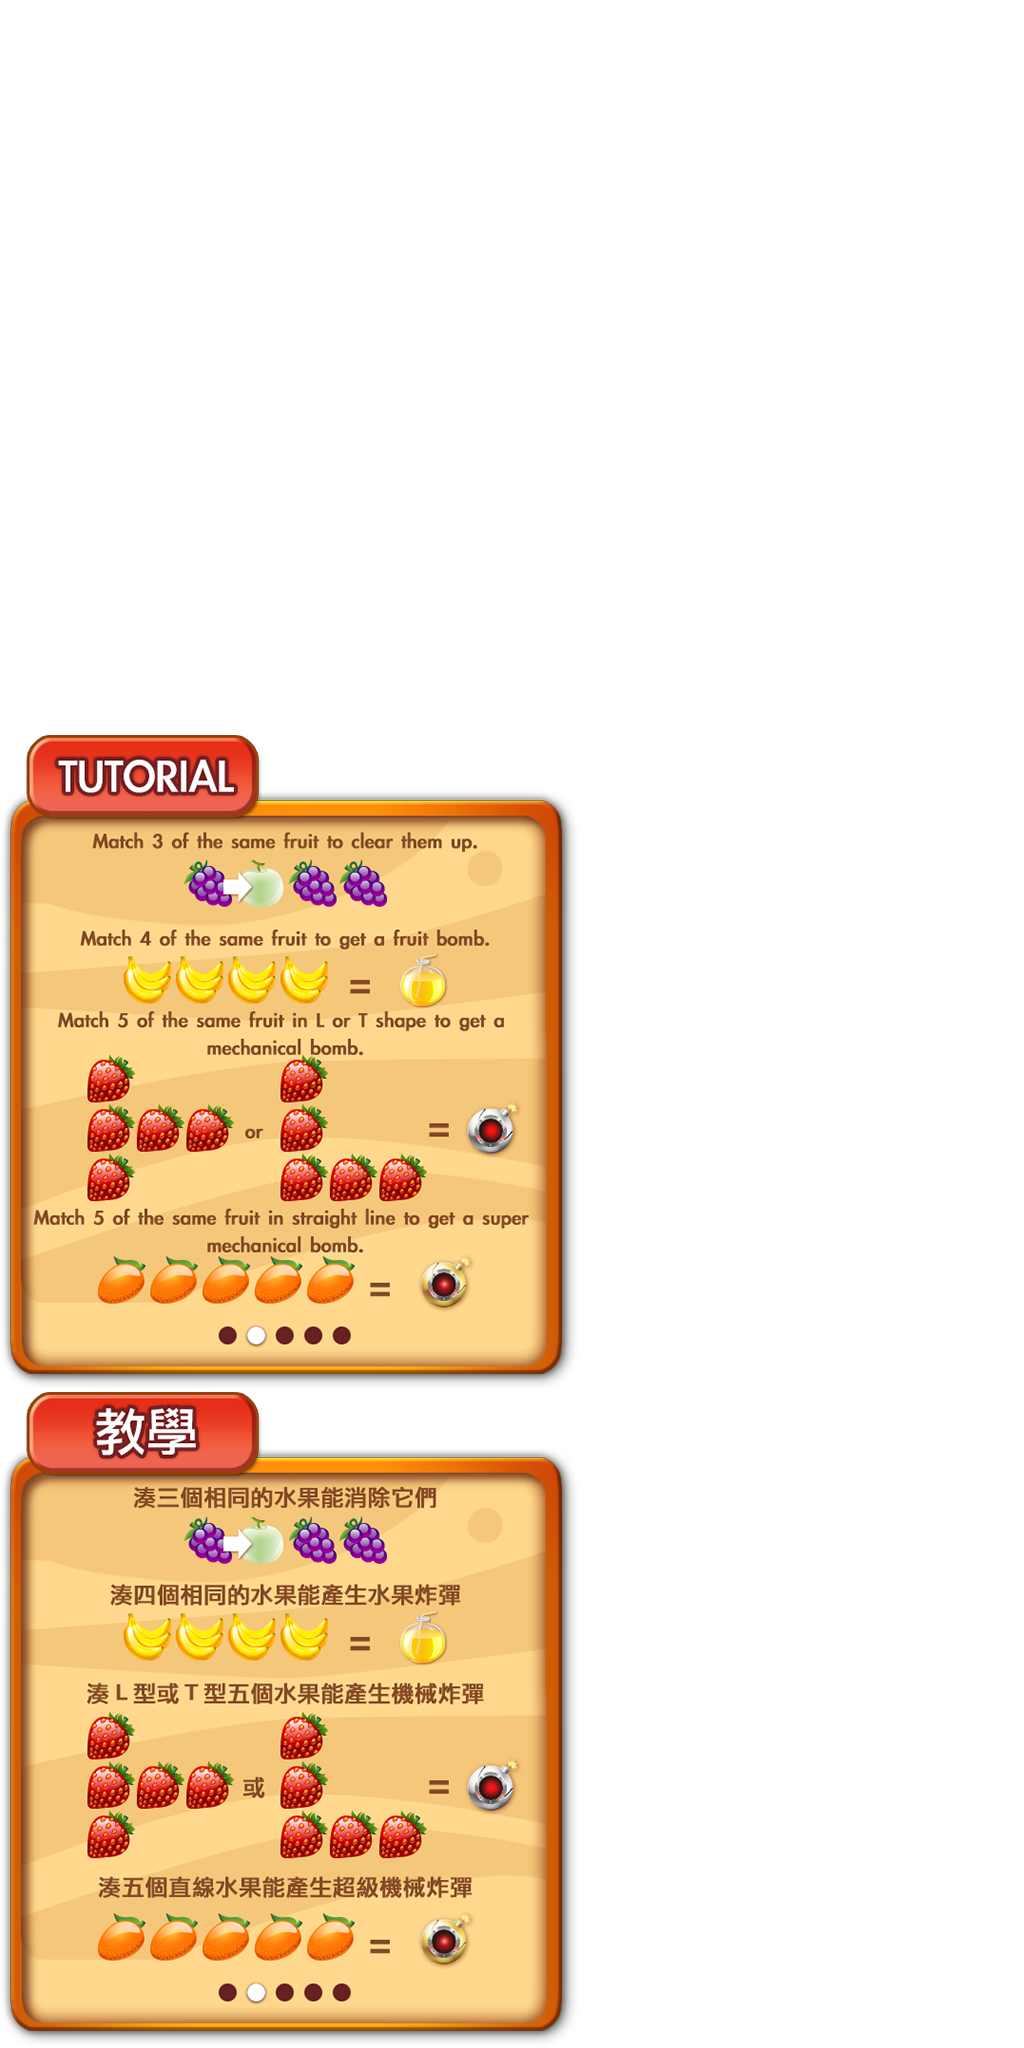 TUTORIAL
Match 3 of the same fruit to clear them up.
Match 4 of the same fruit to get a fruit bomb.
=
Match 5 of the same fruit in L or T shape to get a
mechanical bomb.
or
=
Match 5 of the same fruit in straight line to get a super
mechanical bomb.
=
教學
湊三個相同的水果能消除它們
湊四個相同的水果能產生水果炸彈
=
湊L型或T型五個水果能產生機械炸彈
或
=
湊五個直線水果能產生超級機械炸彈
=